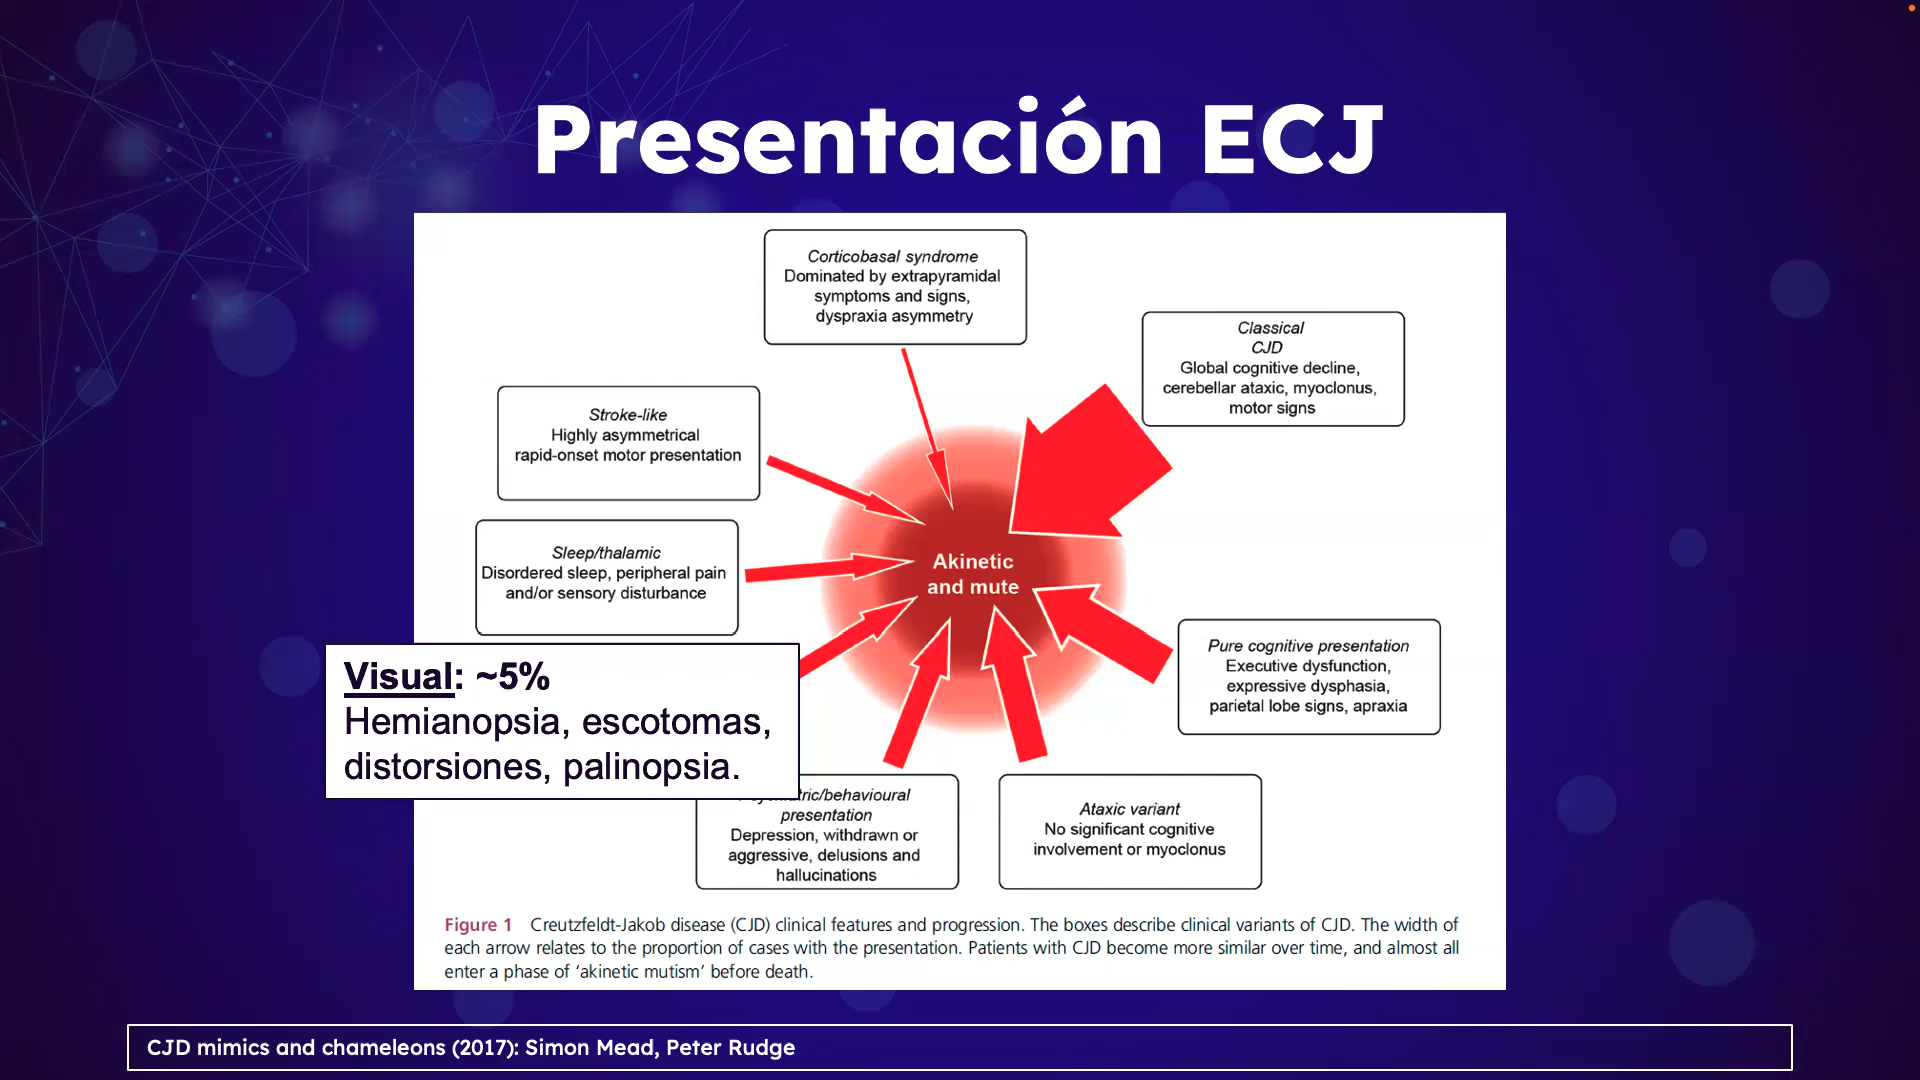 Presentación ECJ
Corticobasal syndrome
Dominated by extrapyramidal
symptoms and signs,
dyspraxia asymmetry
Classical
CJD
Global cognitive decline,
cerebellar ataxic, myoclonus,
motor signs
Stroke-like
Highly asymmetrical
rapid-onset motor presentation
Sleep/thalamic
Disordered sleep, peripheral pain
and/or sensory disturbance
Akinetic
and mute
Visual: ~5%
Hemianopsia, escotomas,
distorsiones, palinopsia.
Pure cognitive presentation
Executive dysfunction,
expressive dysphasia,
parietal lobe signs, apraxia
/behavioural
presentation
Depression, withdrawn or
aggressive, delusions and
hallucinations
Ataxic variant
No significant cognitive
involvement or myoclonus
Figure 1 Creutzfeldt-Jakob disease (CJD) clinical features and progression. The boxes describe clinical variants of CJD. The width of
each arrow relates to the proportion of cases with the presentation. Patients with CJD become more similar over time, and almost all
enter a phase of ‘akinetic mutism’ before death.
CJD mimics and chameleons (2017): Simon Mead, Peter Rudge